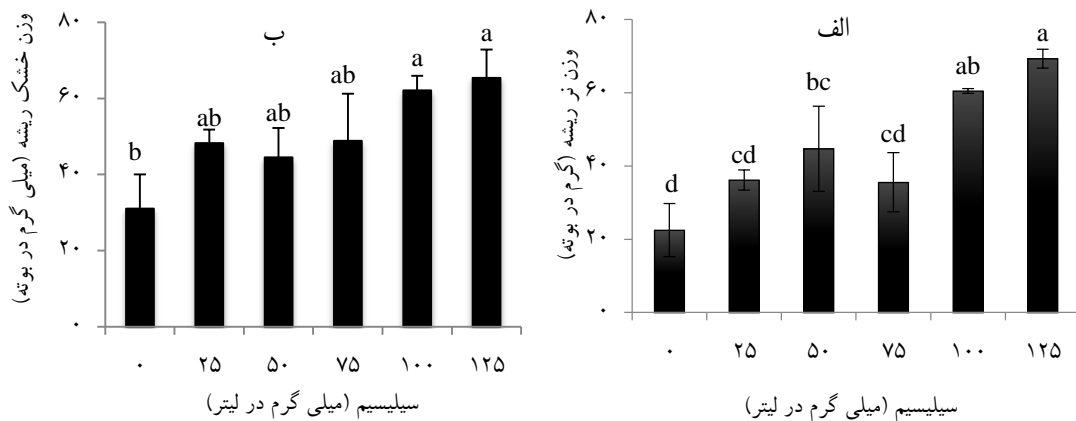 الف
وزن تر ریشه (گرم در بوته)
۸۰
۶۰
۴۰
۲۰
۰
d
cd
bc
cd
ab
a
۰ ۲۵ ۵۰ ۷۵ ۱۰۰ ۱۲۵
سیلیسیم (میلی گرم در لیتر)
ب
وزن خشک ریشه (میلی گرم در بوته)
۸۰
۶۰
۴۰
۲۰
۰
b
ab
ab
ab
a
a
۰ ۲۵ ۵۰ ۷۵ ۱۰۰ ۱۲۵
سیلیسیم (میلی گرم در لیتر)